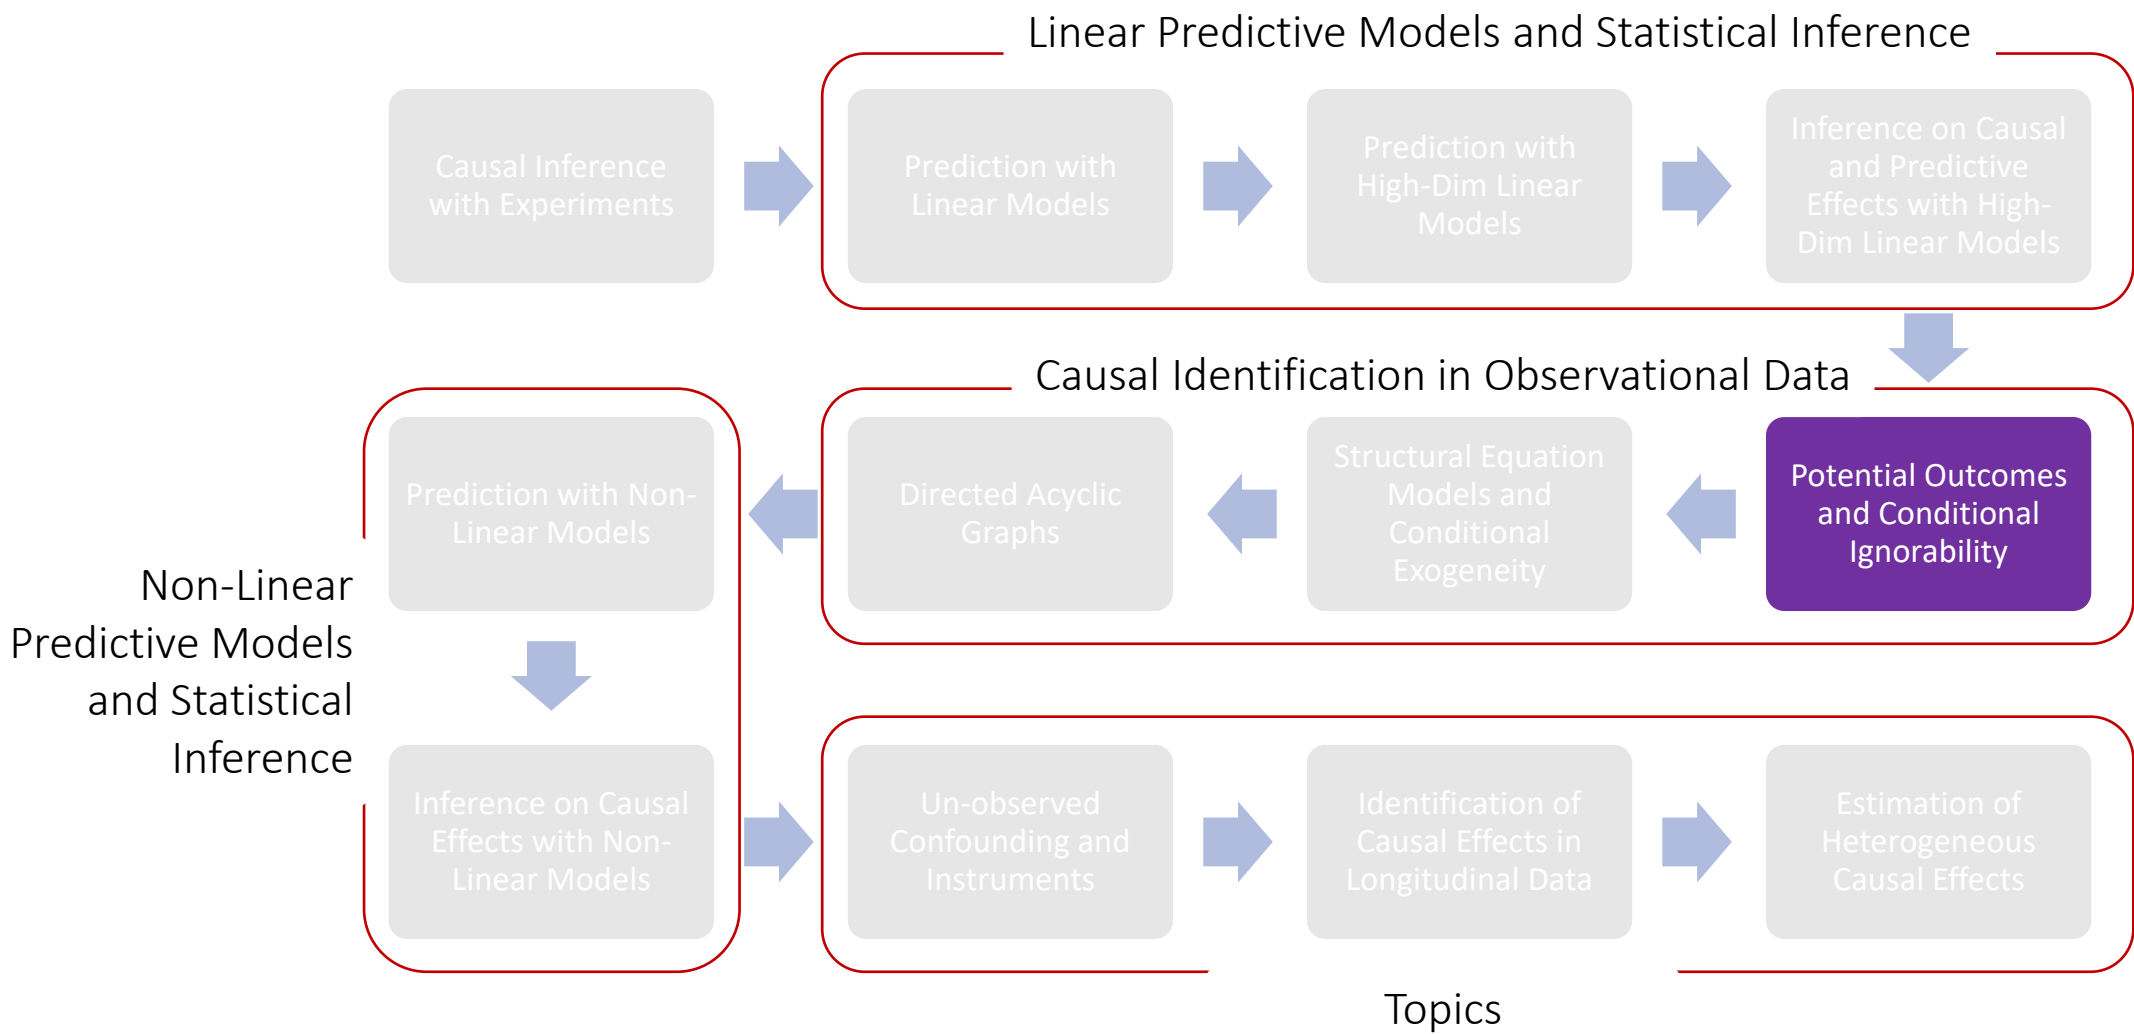 Linear Predictive Models and Statistical Inference
Causal Inference
with Experiments
Prediction with
Linear Models
Prediction with
High-Dim Linear
Models
Inference on Causal
and Predictive
Effects with High-
Dim Linear Models
Causal Identification in Observational Data
Potential Outcomes
and Conditional
Ignorability
Structural Equation
Models and
Conditional
Exogeneity
Directed Acyclic
Graphs
Non-Linear
Predictive Models
and Statistical
Inference
Prediction with Non-
Linear Models
Inference on Causal
Effects with Non-
Linear Models
Un-observed
Confounding and
Instruments
Identification of
Causal Effects in
Longitudinal Data
Estimation of
Heterogeneous
Causal Effects
Topics